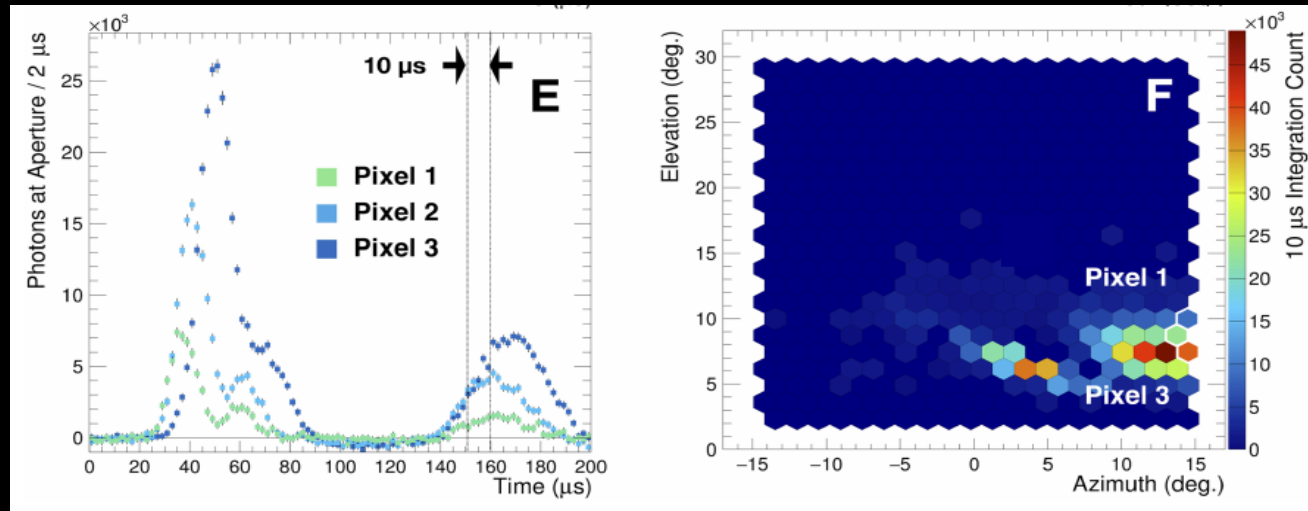 ×10³
25
20
15
10
5
0
Photons at Aperture / 2 μs
10 μs
E
Pixel 1
Pixel 2
Pixel 3
0 20 40 60 80 100 120 140 160 180 200
Time (μs)
30
25
20
15
10
5
0
Elevation (deg.)
F
Pixel 1
Pixel 3
−15 −10 −5 0 5 10 15
Azimuth (deg.)
×10³
45
40
35
30
25
20
15
10
5
0
10 μs Integration Count